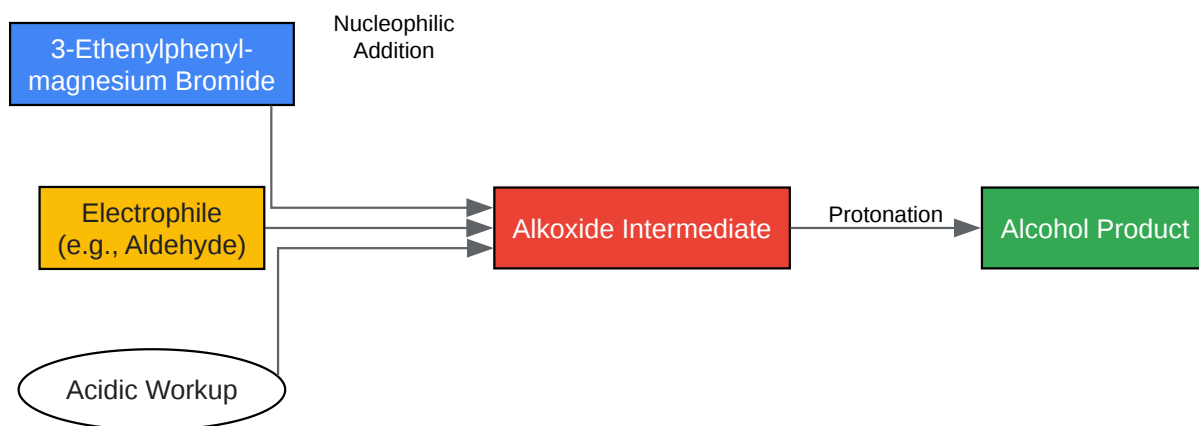 3-Ethenylphenyl-
magnesium Bromide
Nucleophilic
Addition
Electrophile
(e.g., Aldehyde)
Alkoxide Intermediate
Protonation
Alcohol Product
Acidic Workup